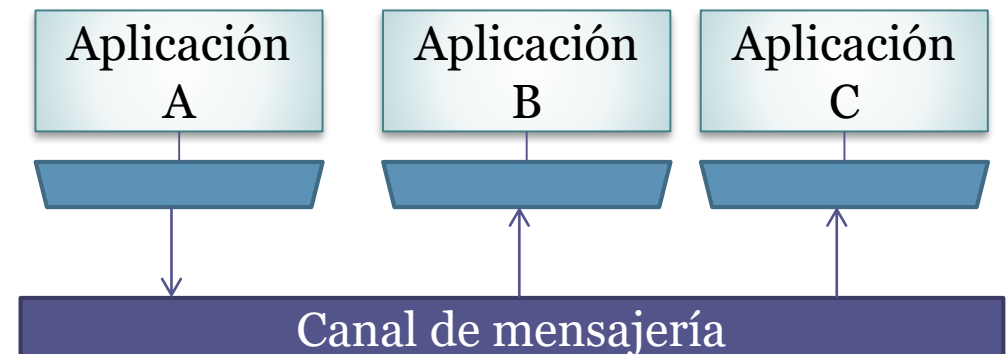 Aplicación
A
Aplicación
B
Aplicación
C
Canal de mensajería